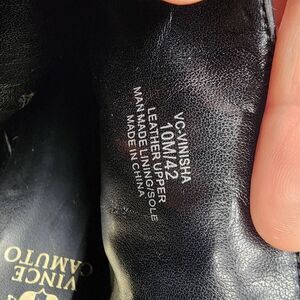 VC-VINISHA
10M/42
LEATHER UPPER
MAN MADE LINING/SOLE
MADE IN CHINA
VINCE
CAMUTO